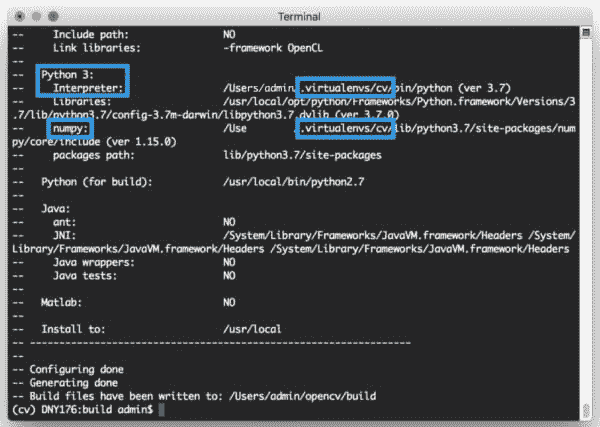 Terminal
-- Include path: NO
-- Link libraries: -framework OpenCL
--
-- Python 3:
-- Interpreter: /Users/admin/.virtualenvs/cv/bin/python (ver 3.7)
-- Libraries: /usr/local/opt/python/Frameworks/Python.framework/Versions/3
.7/lib/python3.7/config-3.7m-darwin/libpython3.7.dylib (ver 3.7.0)
-- numpy: /Use .virtualenvs/cv/lib/python3.7/site-packages/num
py/core/include (ver 1.15.0)
-- packages path: lib/python3.7/site-packages
--
-- Python (for build): /usr/local/bin/python2.7
--
-- Java:
-- ant: NO
-- JNI: /System/Library/Frameworks/JavaVM.framework/Headers /System/
Library/Frameworks/JavaVM.framework/Headers /System/Library/Frameworks/JavaVM.framework/Headers
-- Java wrappers: NO
-- Java tests: NO
--
-- Matlab: NO
--
-- Install to: /usr/local
-- -----------------------------------------------------------------
--
-- Configuring done
-- Generating done
-- Build files have been written to: /Users/admin/opencv/build
(cv) DNY176:build admin$